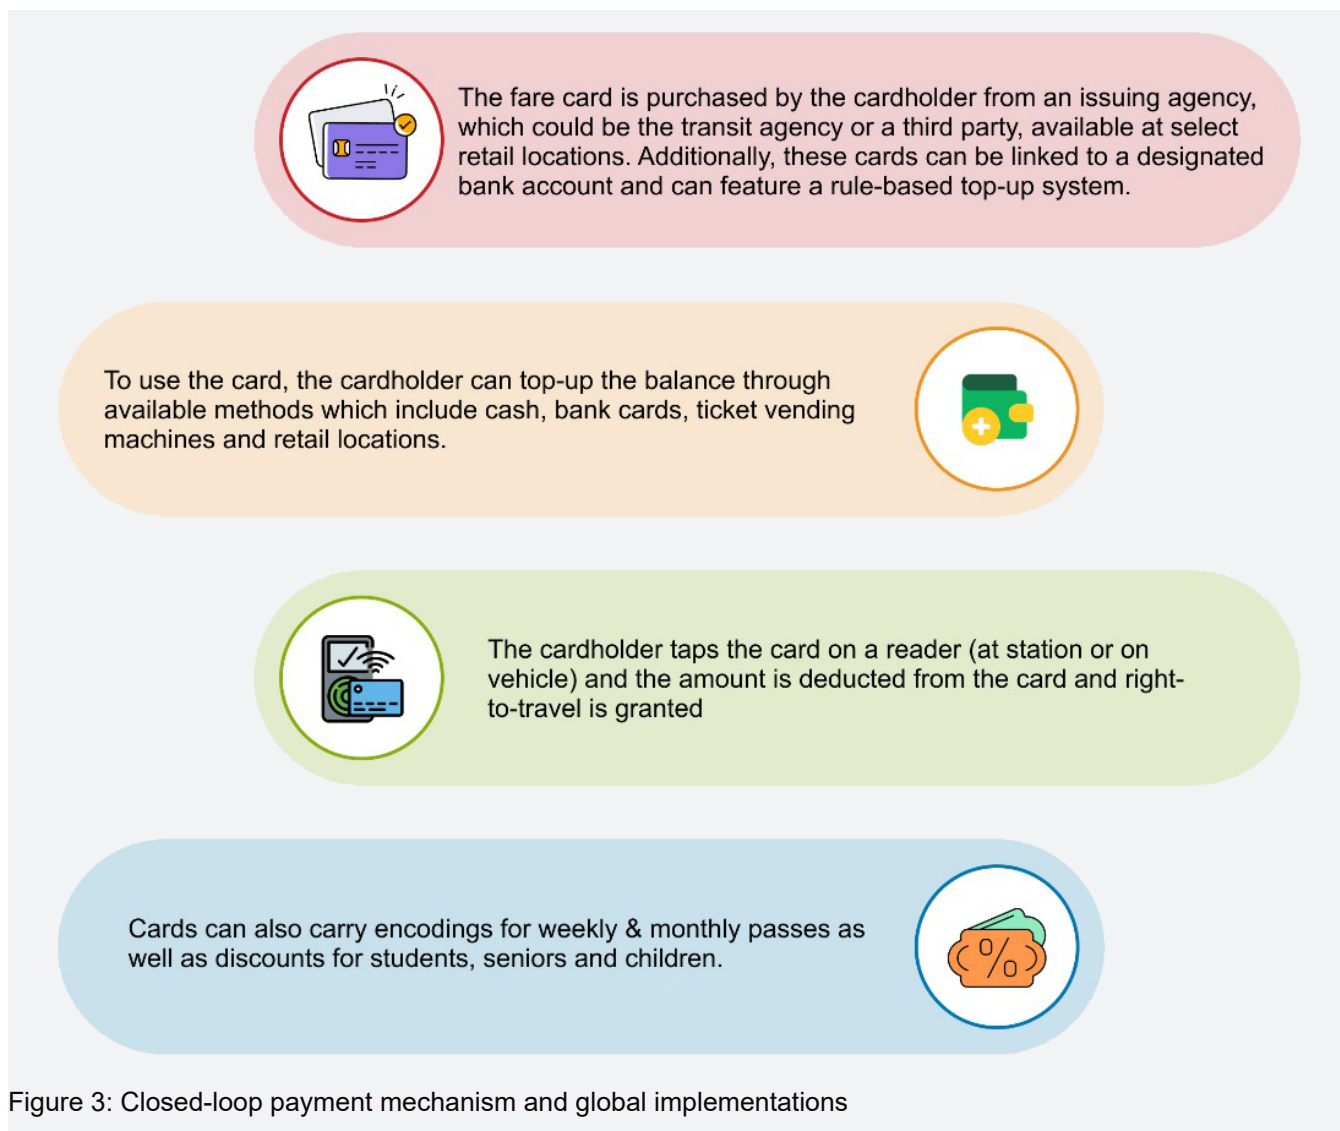 The fare card is purchased by the cardholder from an issuing agency,
which could be the transit agency or a third party, available at select
retail locations. Additionally, these cards can be linked to a designated
bank account and can feature a rule-based top-up system.
To use the card, the cardholder can top-up the balance through
available methods which include cash, bank cards, ticket vending
machines and retail locations.
The cardholder taps the card on a reader (at station or on
vehicle) and the amount is deducted from the card and right-
to-travel is granted
Cards can also carry encodings for weekly & monthly passes as
well as discounts for students, seniors and children.
%
Figure 3: Closed-loop payment mechanism and global implementations